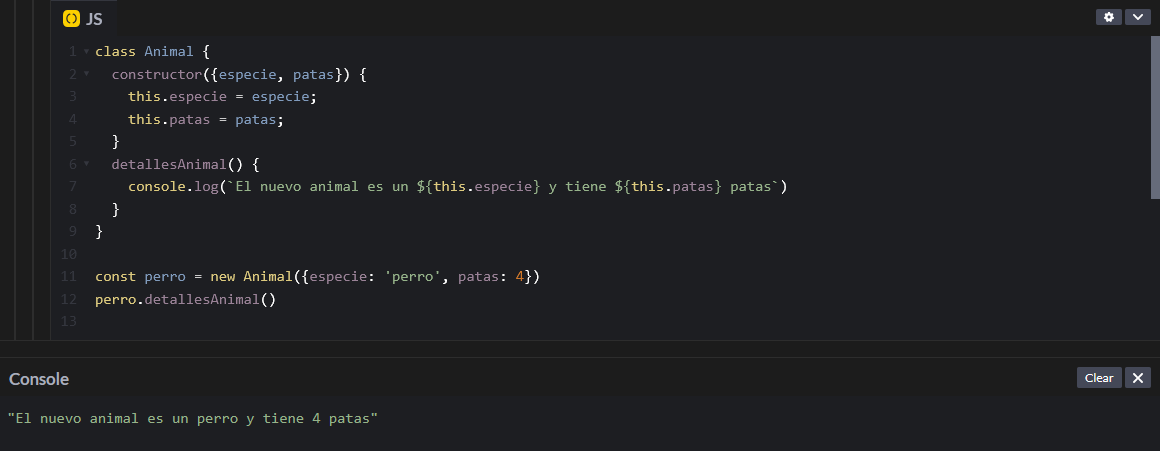 JS
1 class Animal {
2   constructor({especie, patas}) {
3     this.especie = especie;
4     this.patas = patas;
5   }
6   detallesAnimal() {
7     console.log(`El nuevo animal es un ${this.especie} y tiene ${this.patas} patas`)
8   }
9 }
10
11 const perro = new Animal({especie: 'perro', patas: 4})
12 perro.detallesAnimal()
13
Console
Clear
"El nuevo animal es un perro y tiene 4 patas"